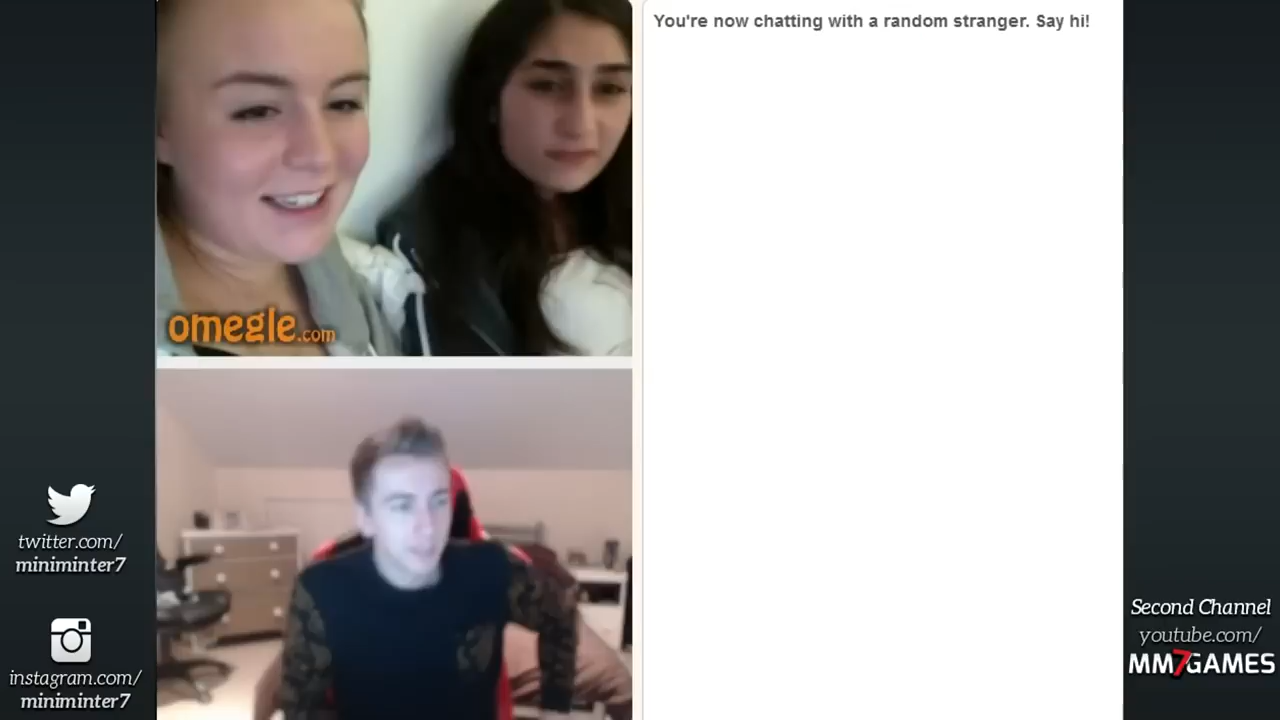 You're now chatting with a random stranger. Say hi!
omegle.com
twitter.com/
miniminter7
instagram.com/
miniminter7
Second Channel
youtube.com/
MM7GAMES